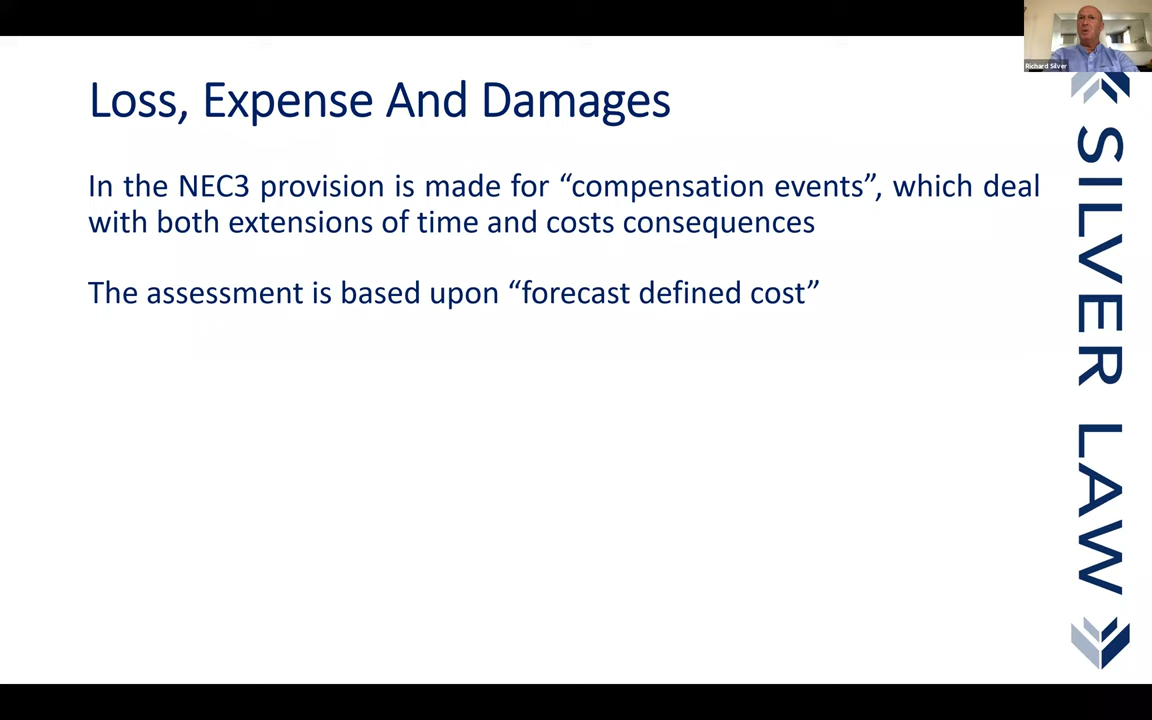 Richard Silver
Loss, Expense And Damages
In the NEC3 provision is made for “compensation events”, which deal
with both extensions of time and costs consequences
The assessment is based upon “forecast defined cost”
SILVER LAW